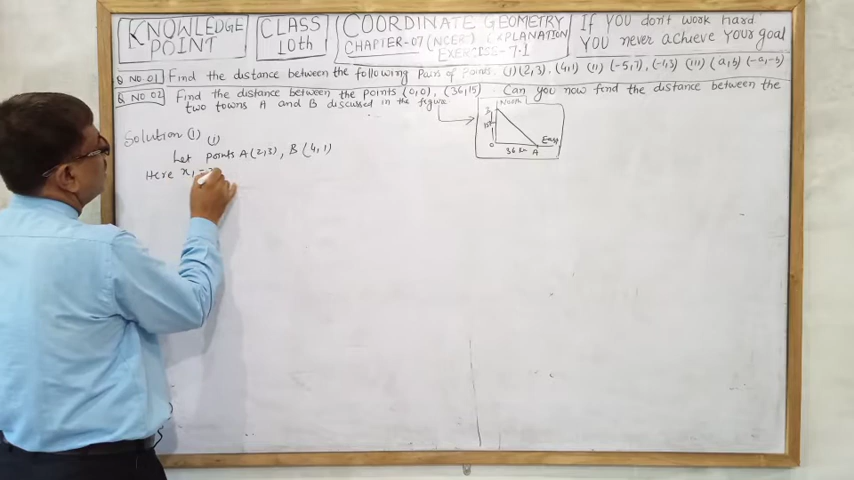 KNOWLEDGE
POINT
CLASS
10th
COORDINATE GEOMETRY
CHAPTER-07 (NCERT) EXPLANATION
EXERCISE-7.1
If YOU don't work hard
YOU never achieve YOUR goal
Q NO.01 Find the distance between the following Pairs of Points. (i) (2,3), (4,1) (ii) (-5,7), (-1,3) (iii) (a,b) (-a,-b)
Q NO.02 Find the distance between the points (0,0), (36,15). Can you now find the distance between the
two towns A and B discussed in the figure
North
B
East
O
36 km A
Solution (1) (i)
Let points A(2,3), B(4,1)
Here x₁ =